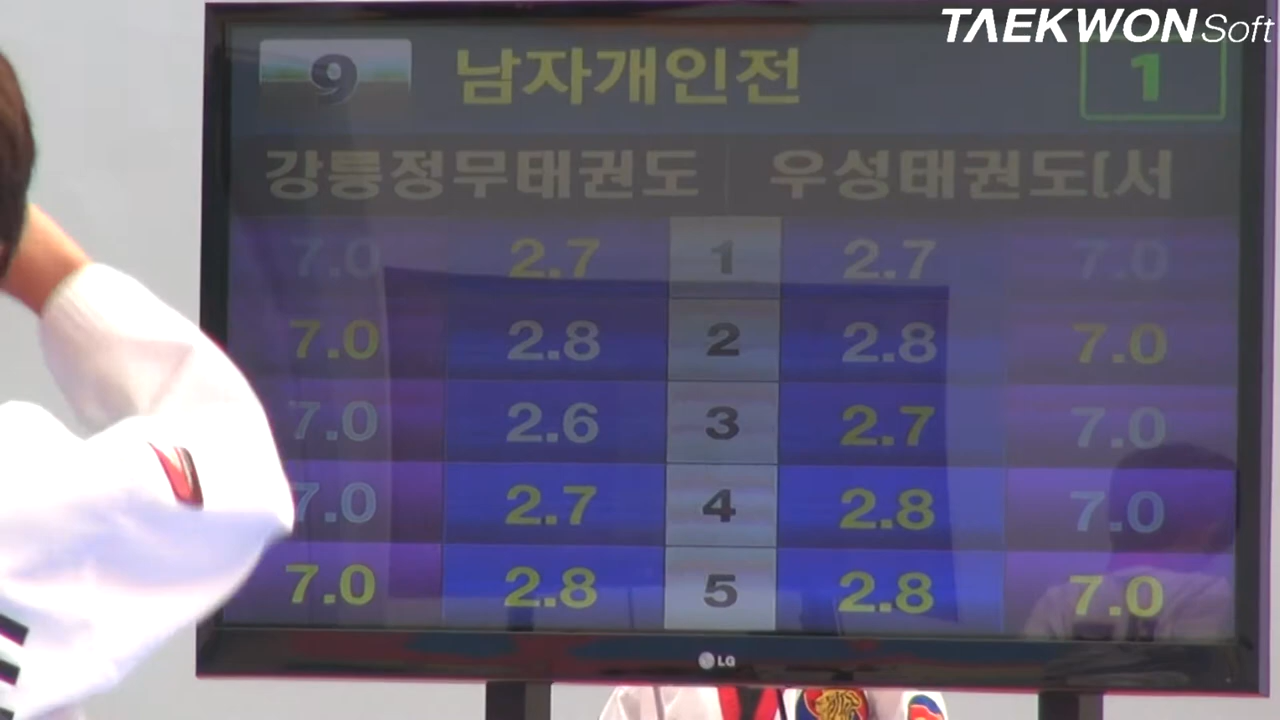 TAEKWON Soft
9 남자개인전 1
강릉정무태권도 우성태권도(서
7.0 2.7 1 2.7 7.0
7.0 2.8 2 2.8 7.0
7.0 2.6 3 2.7 7.0
7.0 2.7 4 2.8 7.0
7.0 2.8 5 2.8 7.0
LG